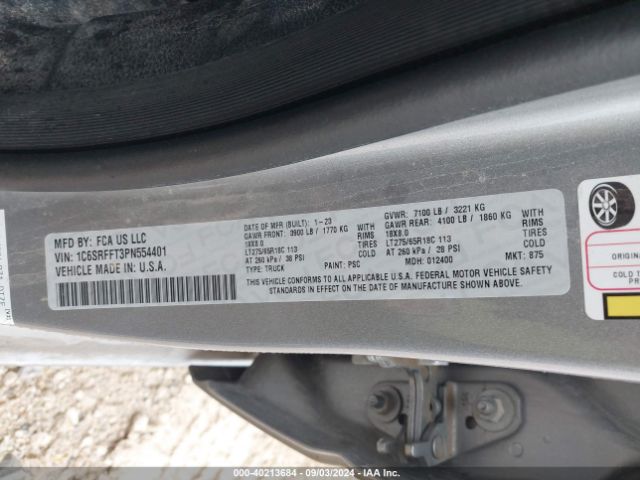 MFD BY: FCA US LLC
VIN: 1C6SRFFT3PN554401
VEHICLE MADE IN U.S.A.
DATE OF MFR (BUILT): 1-23
GAWR FRONT: 3900 LB / 1770 KG
18X8.0
LT275/65R18C 113
AT 260 kPa / 38 PSI
TYPE: TRUCK
PAINT: PSC
WITH
RIMS
TIRES
COLD
GVWR: 7100 LB / 3221 KG
GAWR REAR: 4100 LB / 1860 KG
18X8.0
LT275/65R18C 113
AT 260 kPa / 38 PSI
MDH: 012400
WITH
RIMS
TIRES
COLD
MKT: 875
THIS VEHICLE CONFORMS TO ALL APPLICABLE U.S.A. FEDERAL MOTOR VEHICLE SAFETY
STANDARDS IN EFFECT ON THE DATE OF MANUFACTURE SHOWN ABOVE.
ORIGIN
COLD T
PR
000-40213684 - 09/03/2024 - IAA Inc.